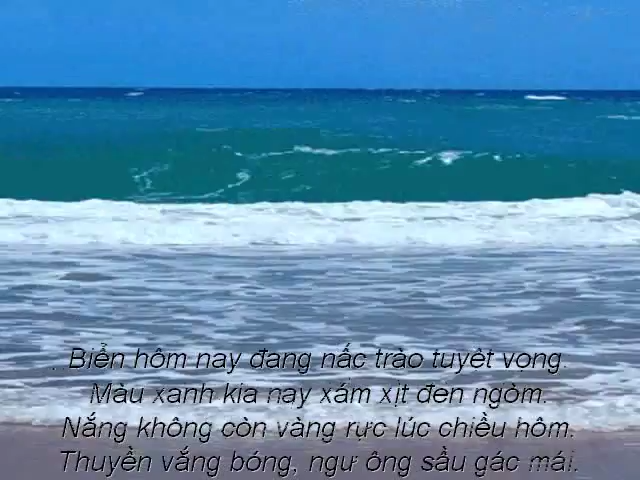 Biển hôm nay đang nấc trào tuyệt vọng.
Màu xanh kia nay xám xịt đen ngòm.
Nắng không còn vàng rực lúc chiều hôm.
Thuyền vắng bóng, ngư ông sầu gác mái.